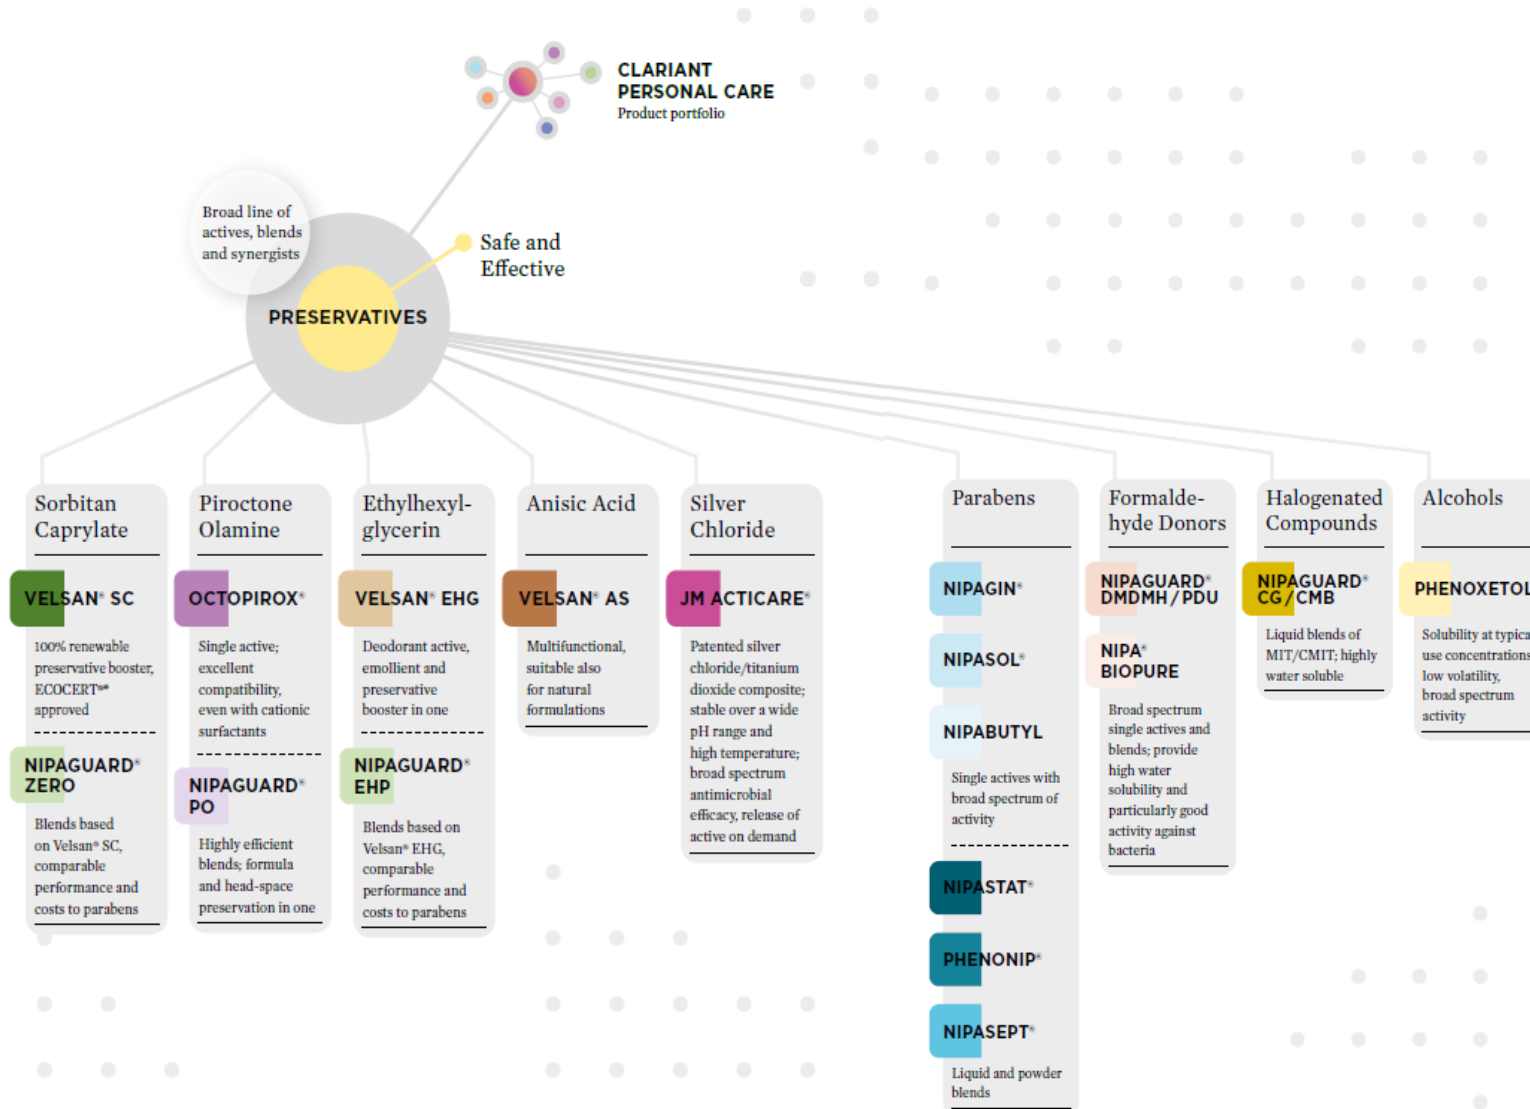 CLARIANT
PERSONAL CARE
Product portfolio
Broad line of
actives, blends
and synergists
Safe and
Effective
PRESERVATIVES
Sorbitan
Caprylate
VELSAN® SC
100% renewable
preservative booster,
approved
NIPAGUARD®
ZERO
Blends based
on Velsan® SC,
comparable
performance and
costs to parabens
Piroctone
Olamine
OCTOPIROX®
Single active;
excellent
compatibility,
even with cationic
surfactants
NIPAGUARD®
PO
Highly efficient
blends; formula
and head-space
preservation in one
Ethylhexyl-
glycerin
VELSAN® EHG
Deodorant active,
emollient and
preservative
booster in one
NIPAGUARD®
EHP
Blends based on
Velsan® EHG,
comparable
performance and
costs to parabens
Anisic Acid
VELSAN® AS
Multifunctional,
suitable also
for natural
formulations
Silver
Chloride
JM ACTICARE®
Patented silver
chloride/titanium
dioxide composite;
stable over a wide
pH range and
high temperature;
broad spectrum
antimicrobial
efficacy, release of
active on demand
Parabens
NIPAGIN®
NIPASOL®
NIPABUTYL
Single actives with
broad spectrum of
activity
NIPASTAT®
PHENONIP®
NIPASEPT®
Liquid and powder
blends
Formalde-
hyde Donors
NIPAGUARD®
DMDMH / PDU
NIPA®
BIOPURE
Broad spectrum
single actives and
blends; provide
high water
solubility and
particularly good
activity against
bacteria
Halogenated
Compounds
NIPAGUARD®
CG / CMB
Liquid blends of
MIT/CMIT; highly
water soluble
Alcohols
PHENOXETOL
Solubility at typica
use concentrations
low volatility,
broad spectrum
activity